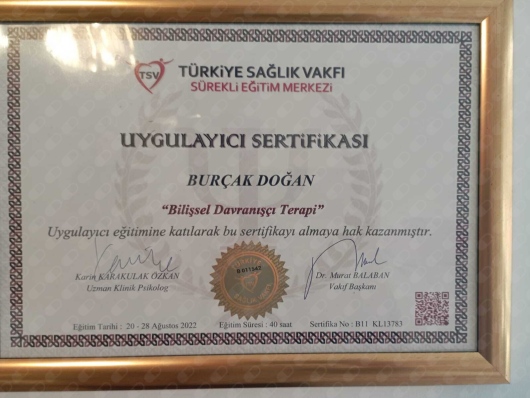 TSV
TÜRKİYE SAĞLIK VAKFI
SÜREKLİ EĞİTİM MERKEZİ
UYGULAYICI SERTİFİKASI
BURÇAK DOĞAN
"Bilişsel Davranışçı Terapi"
Uygulayıcı eğitimine katılarak bu sertifikayı almaya hak kazanmıştır.
Karin KARAKULAK ÖZKAN
Uzman Klinik Psikolog
Dr. Murat BALABAN
Vakıf Başkanı
Eğitim Tarihi : 20 - 28 Ağustos 2022 Eğitim Süresi : 40 saat Sertifika No : B11 KL13783